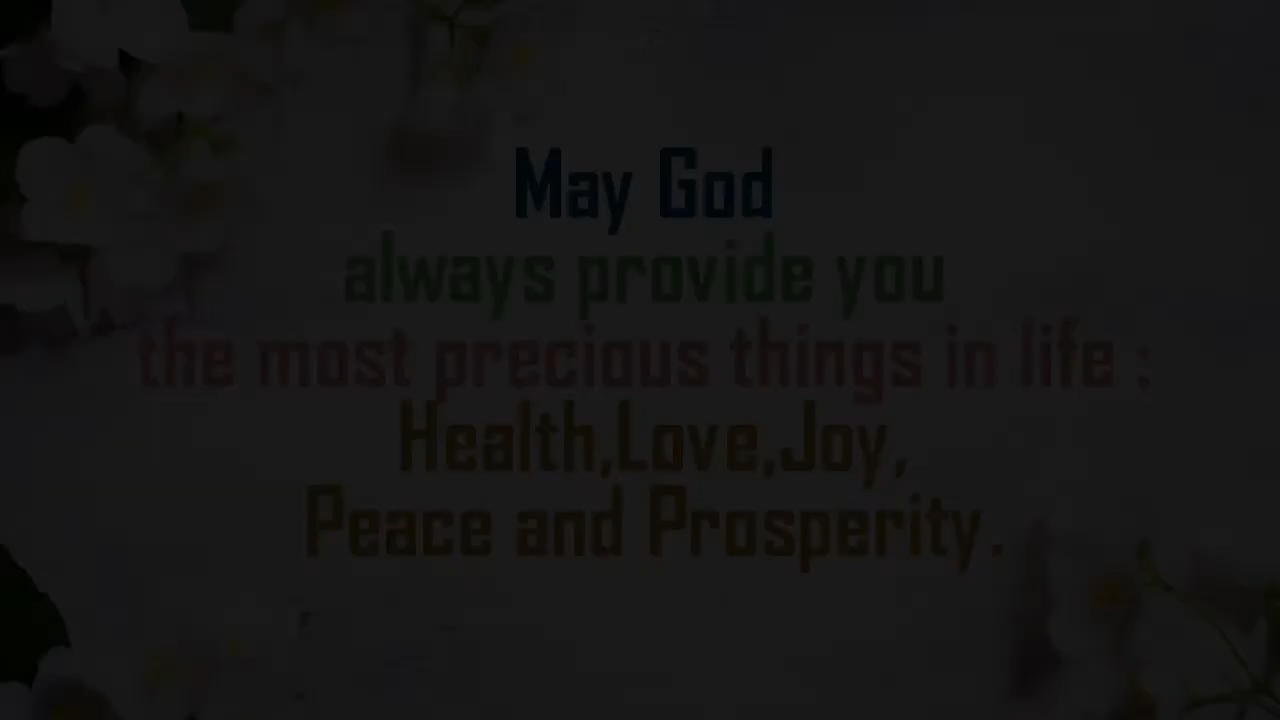 May God
always provide you
the most precious things in life :
Health,Love,Joy,
Peace and Prosperity.